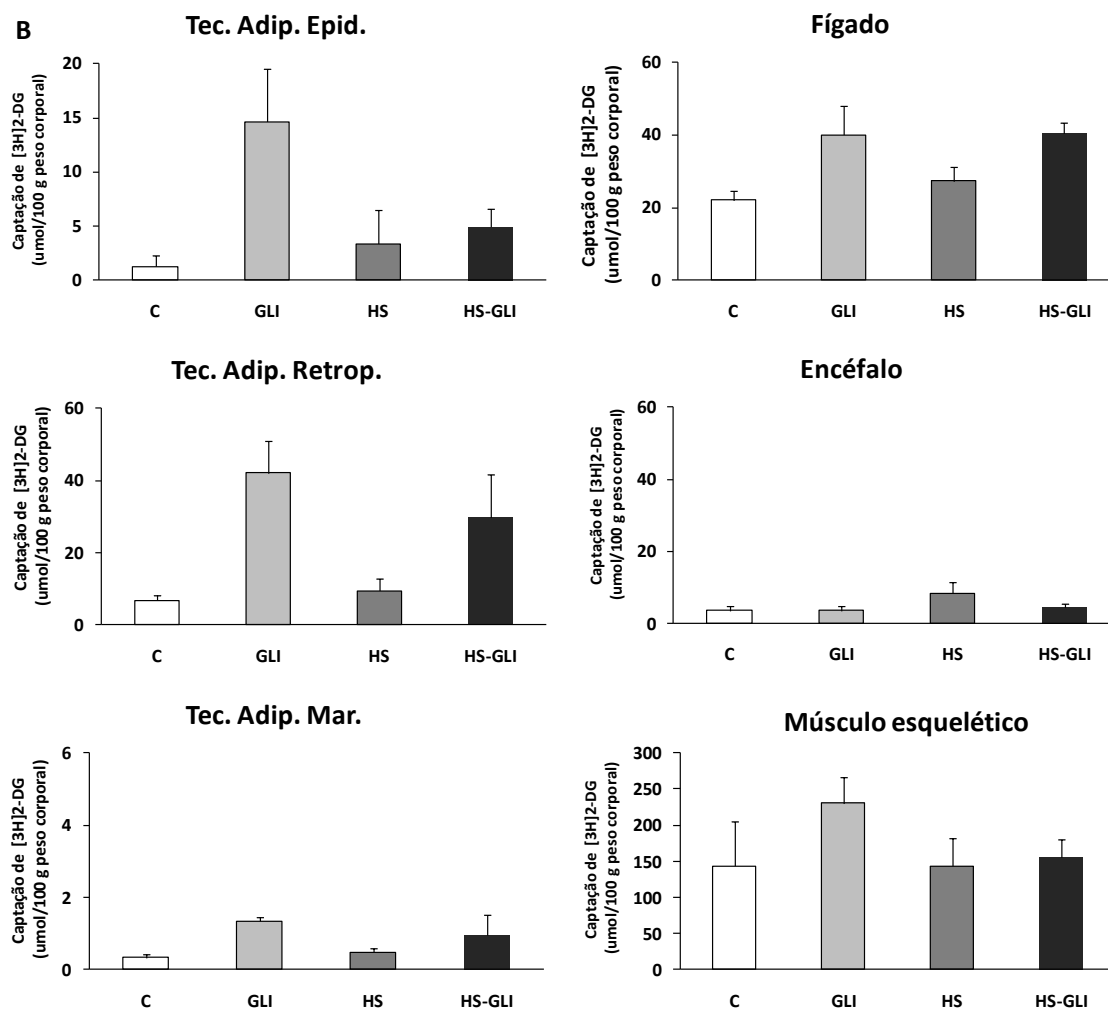 B
Tec. Adip. Epid.
Captação de [3H]2-DG
(umol/100 g peso corporal)
20
15
10
5
0
C GLI HS HS-GLI
Fígado
Captação de [3H]2-DG
(umol/100 g peso corporal)
60
40
20
0
C GLI HS HS-GLI
Tec. Adip. Retrop.
Captação de [3H]2-DG
(umol/100 g peso corporal)
60
40
20
0
C GLI HS HS-GLI
Encéfalo
Captação de [3H]2-DG
(umol/100 g peso corporal)
60
40
20
0
C GLI HS HS-GLI
Tec. Adip. Mar.
Captação de [3H]2-DG
(umol/100 g peso corporal)
6
4
2
0
C GLI HS HS-GLI
Músculo esquelético
Captação de [3H]2-DG
(umol/100 g peso corporal)
300
250
200
150
100
50
0
C GLI HS HS-GLI